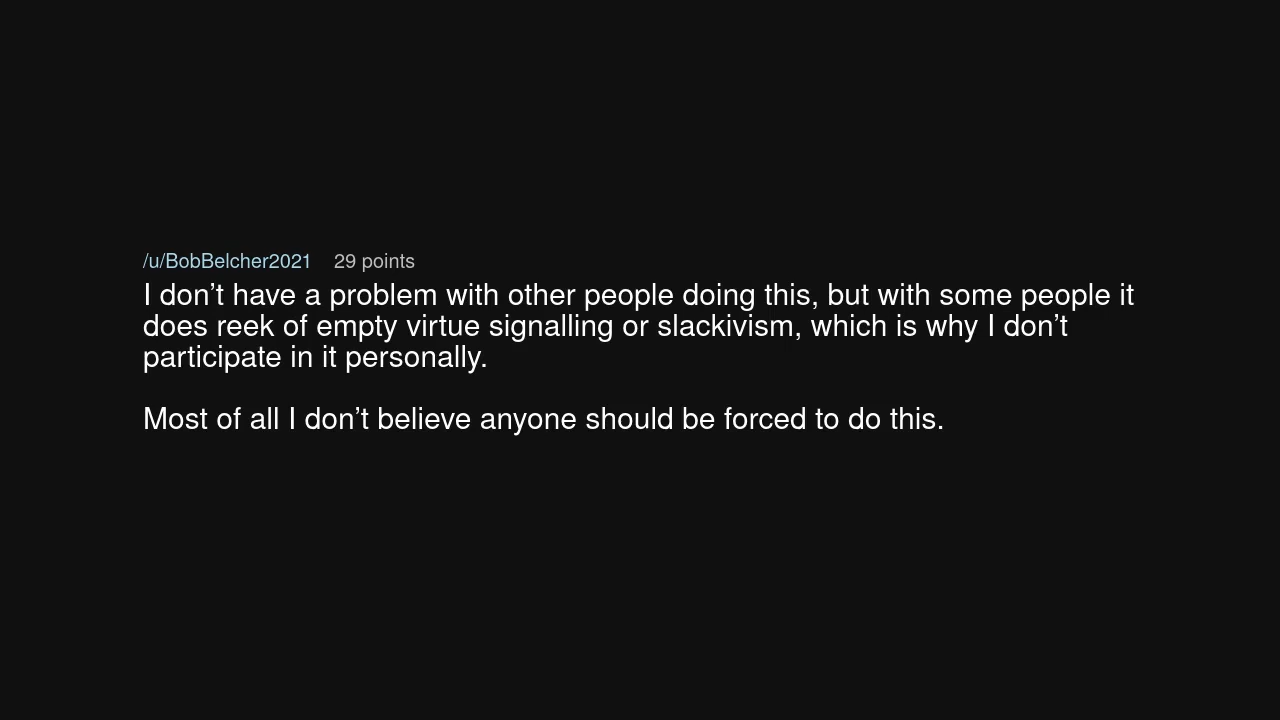 /u/BobBelcher2021 29 points
I don’t have a problem with other people doing this, but with some people it
does reek of empty virtue signalling or slackivism, which is why I don’t
participate in it personally.
Most of all I don’t believe anyone should be forced to do this.